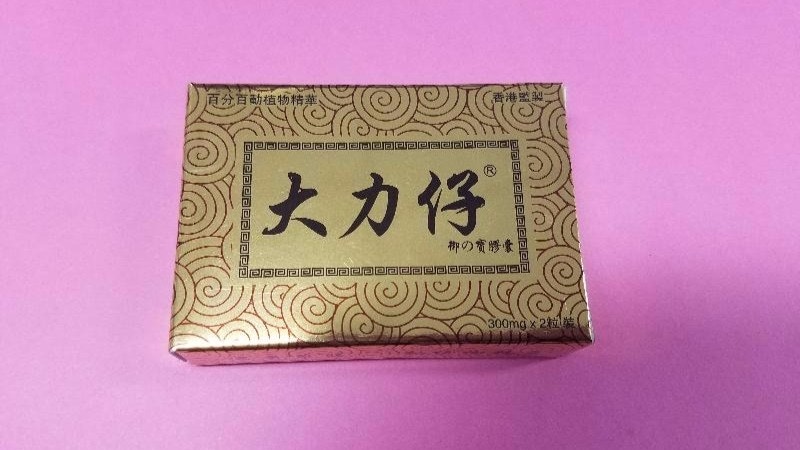 百分百動植物精華
香港監製
大力仔®
御の寶膠囊
300mg x 2粒裝